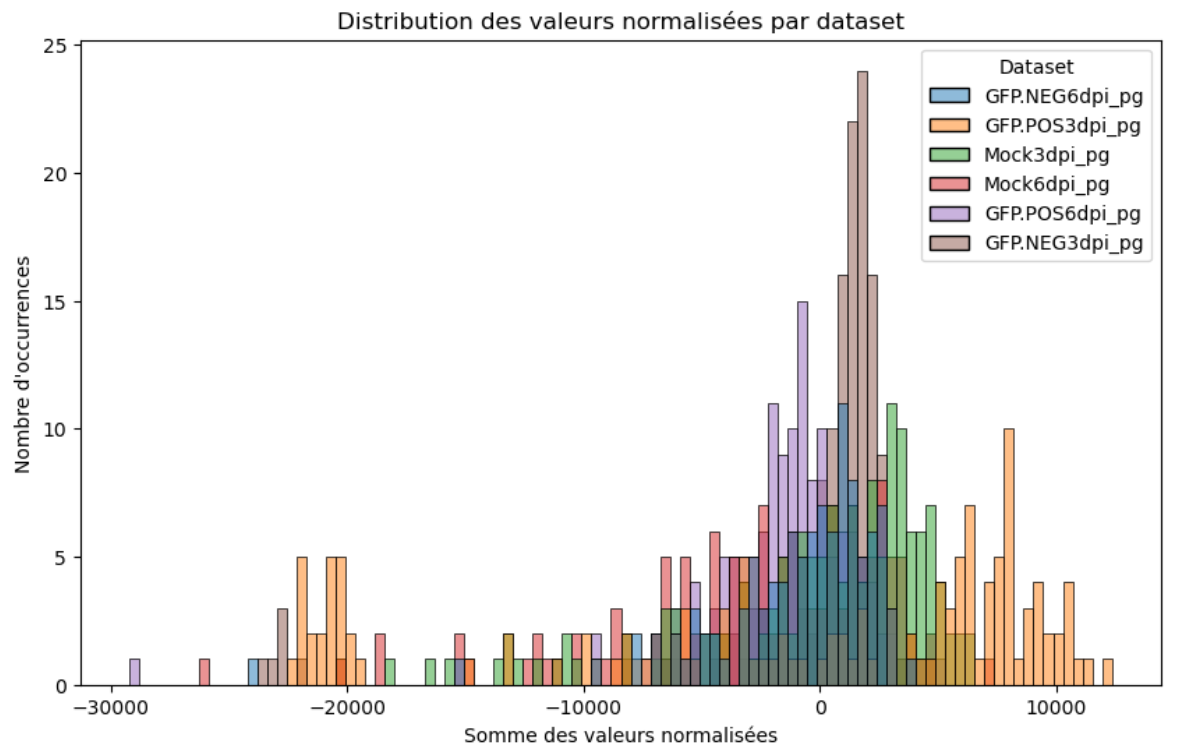 Distribution des valeurs normalisées par dataset
Nombre d'occurrences
25
20
15
10
5
0
Dataset
GFP.NEG6dpi_pg
GFP.POS3dpi_pg
Mock3dpi_pg
Mock6dpi_pg
GFP.POS6dpi_pg
GFP.NEG3dpi_pg
−30000 −20000 −10000 0 10000
Somme des valeurs normalisées